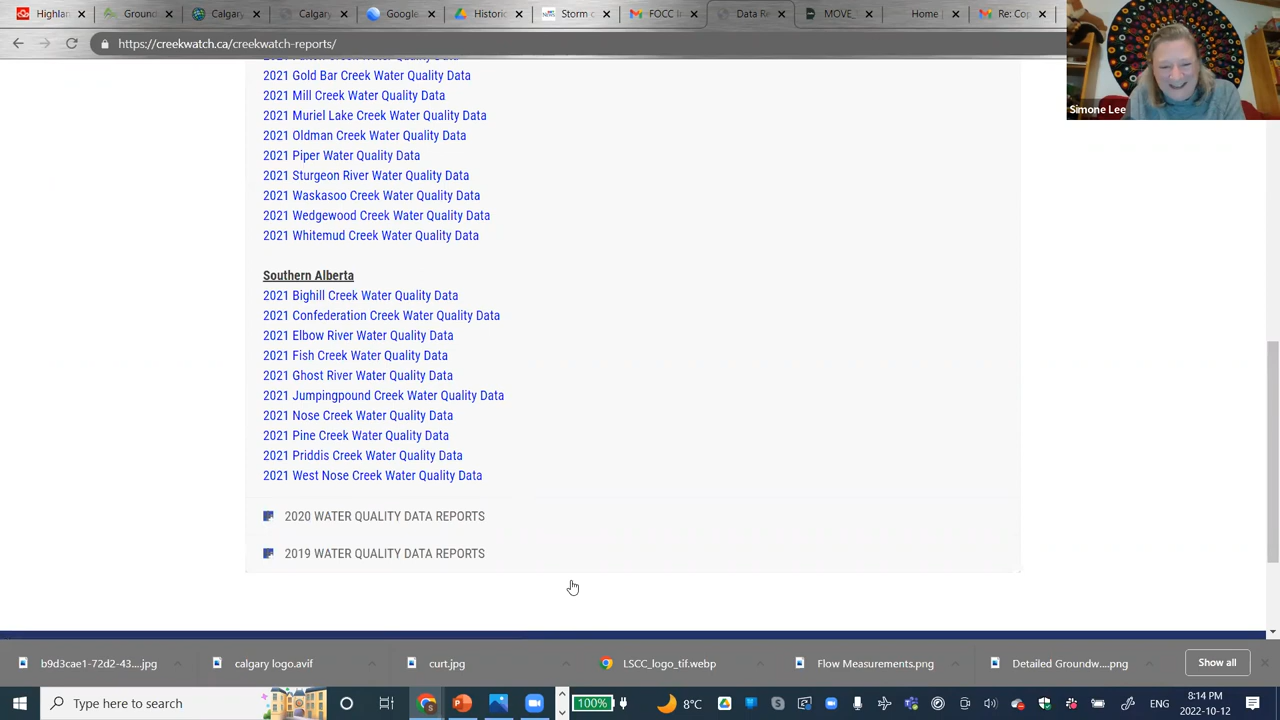 Highlan
Groun
Calgary
Calgary
Google
Historic
Storm c
FOCC in
Data Re
MOVE
Home
Re: Cop
https://creekwatch.ca/creekwatch-reports/
Simone Lee
2021 Gold Bar Creek Water Quality Data
2021 Mill Creek Water Quality Data
2021 Muriel Lake Creek Water Quality Data
2021 Oldman Creek Water Quality Data
2021 Piper Water Quality Data
2021 Sturgeon River Water Quality Data
2021 Waskasoo Creek Water Quality Data
2021 Wedgewood Creek Water Quality Data
2021 Whitemud Creek Water Quality Data
Southern Alberta
2021 Bighill Creek Water Quality Data
2021 Confederation Creek Water Quality Data
2021 Elbow River Water Quality Data
2021 Fish Creek Water Quality Data
2021 Ghost River Water Quality Data
2021 Jumpingpound Creek Water Quality Data
2021 Nose Creek Water Quality Data
2021 Pine Creek Water Quality Data
2021 Priddis Creek Water Quality Data
2021 West Nose Creek Water Quality Data
2020 WATER QUALITY DATA REPORTS
2019 WATER QUALITY DATA REPORTS
b9d3cae1-72d2-43....jpg
calgary logo.avif
curt.jpg
LSCC_logo_tif.webp
Flow Measurements.png
Detailed Groundw....png
Show all
Type here to search
100%
8°C
ENG
8:14 PM
2022-10-12